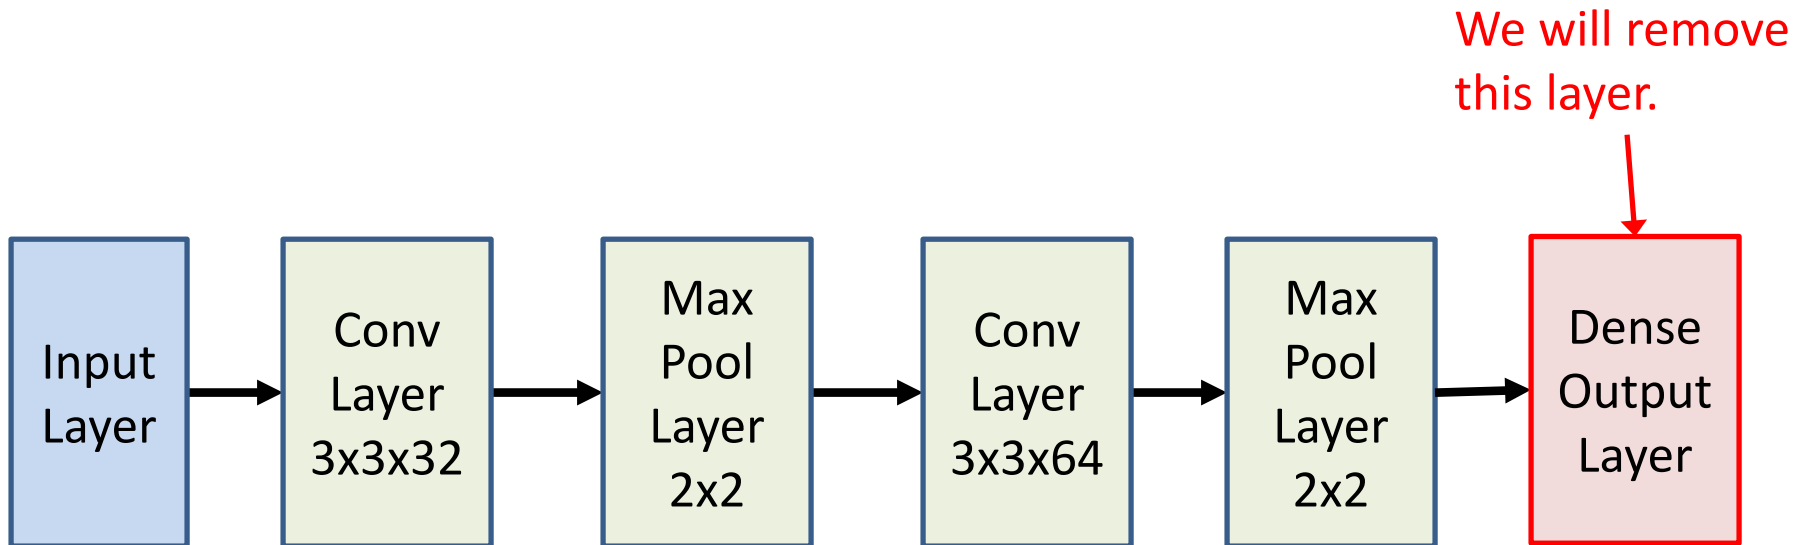 We will remove
this layer.
Input
Layer
Conv
Layer
3x3x32
Max
Pool
Layer
2x2
Conv
Layer
3x3x64
Max
Pool
Layer
2x2
Dense
Output
Layer